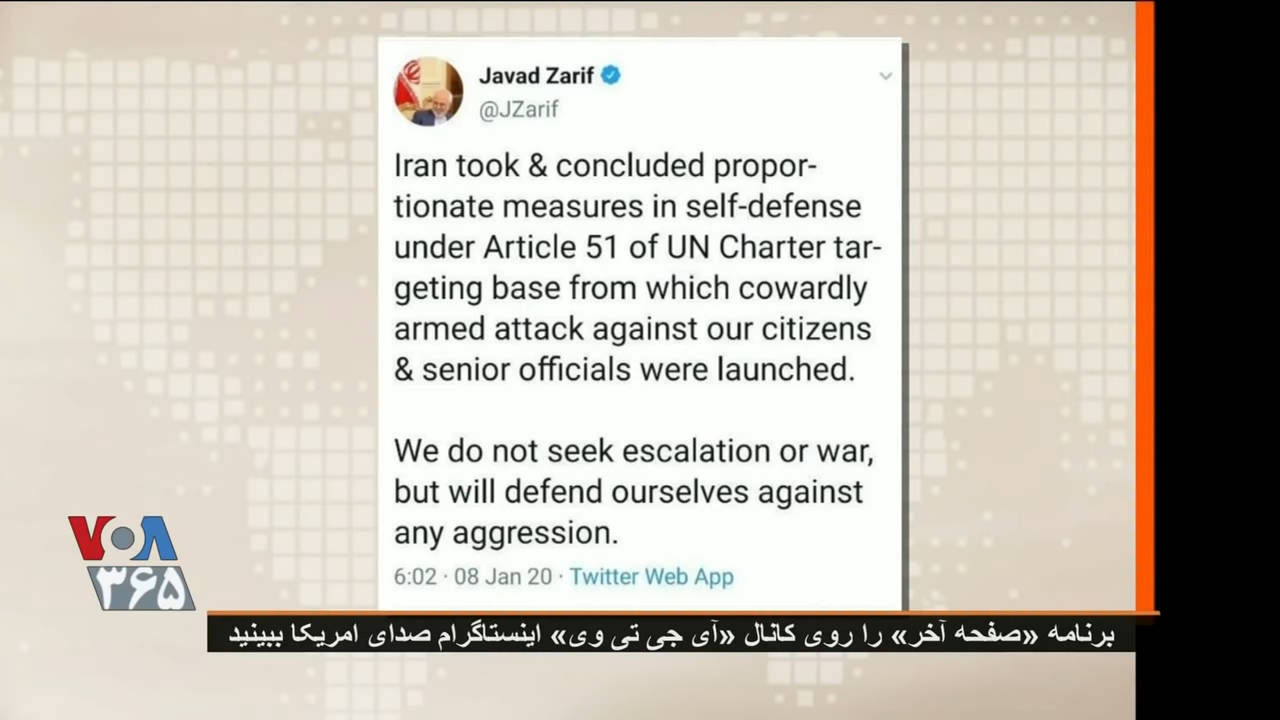 Javad Zarif
@JZarif
Iran took & concluded propor-
tionate measures in self-defense
under Article 51 of UN Charter tar-
geting base from which cowardly
armed attack against our citizens
& senior officials were launched.
We do not seek escalation or war,
but will defend ourselves against
any aggression.
6:02 · 08 Jan 20 · Twitter Web App
VOA
۳۶۵
برنامه «صفحه آخر» را روی کانال «آی جی تی وی» اینستاگرام صدای امریکا ببینید